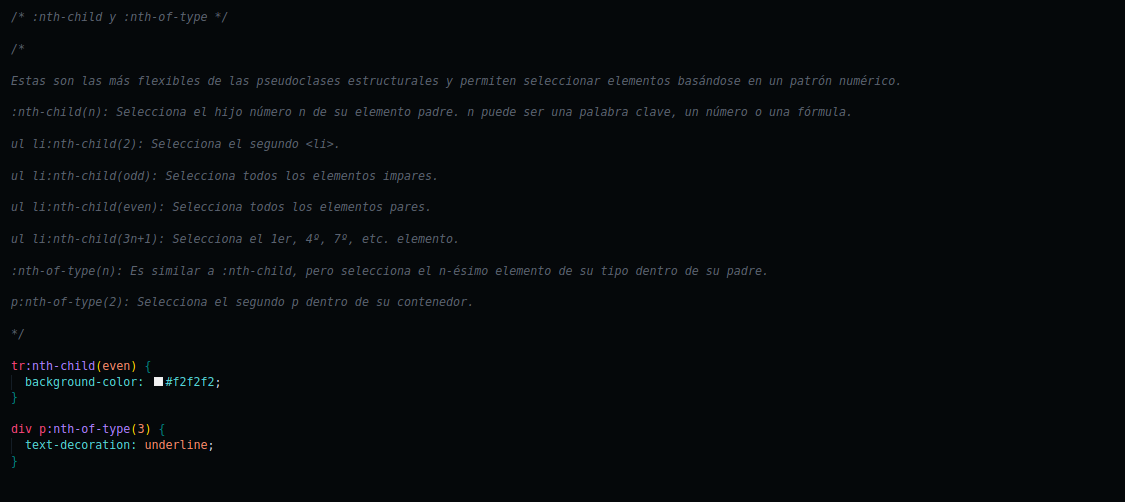 /* :nth-child y :nth-of-type */
/*
Estas son las más flexibles de las pseudoclases estructurales y permiten seleccionar elementos basándose en un patrón numérico.
:nth-child(n): Selecciona el hijo número n de su elemento padre. n puede ser una palabra clave, un número o una fórmula.
ul li:nth-child(2): Selecciona el segundo <li>.
ul li:nth-child(odd): Selecciona todos los elementos impares.
ul li:nth-child(even): Selecciona todos los elementos pares.
ul li:nth-child(3n+1): Selecciona el 1er, 4º, 7º, etc. elemento.
:nth-of-type(n): Es similar a :nth-child, pero selecciona el n-ésimo elemento de su tipo dentro de su padre.
p:nth-of-type(2): Selecciona el segundo p dentro de su contenedor.
*/
tr:nth-child(even) {
  background-color: #f2f2f2;
}
div p:nth-of-type(3) {
  text-decoration: underline;
}